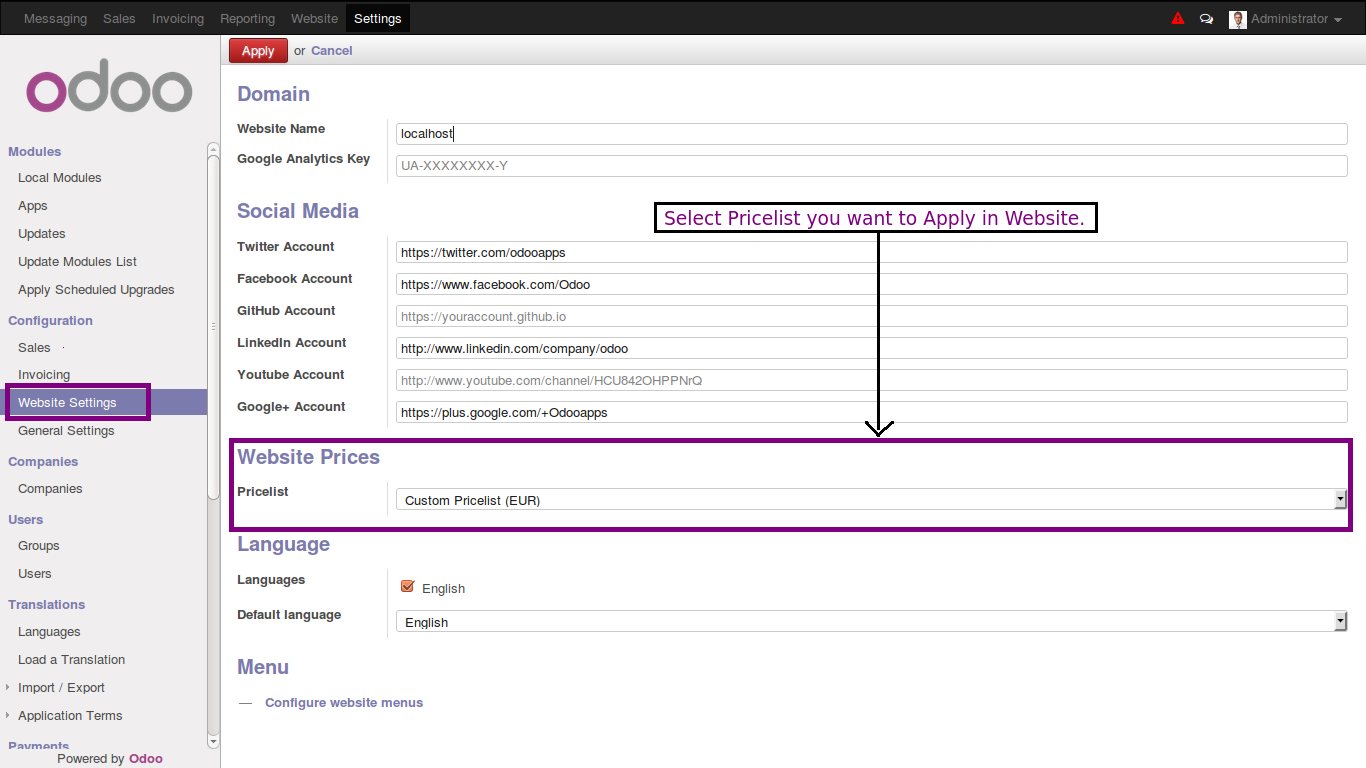 Messaging Sales Invoicing Reporting Website Settings Administrator
Apply or Cancel
odoo
Modules
Local Modules
Apps
Updates
Update Modules List
Apply Scheduled Upgrades
Configuration
Sales
Invoicing
Website Settings
General Settings
Companies
Companies
Users
Groups
Users
Translations
Languages
Load a Translation
Import / Export
Application Terms
Payments
Powered by Odoo
Domain
Website Name localhost
Google Analytics Key UA-XXXXXXXX-Y
Social Media
Select Pricelist you want to Apply in Website.
Twitter Account https://twitter.com/odooapps
Facebook Account https://www.facebook.com/Odoo
GitHub Account https://youraccount.github.io
LinkedIn Account http://www.linkedin.com/company/odoo
Youtube Account http://www.youtube.com/channel/HCU842OHPPNrQ
Google+ Account https://plus.google.com/+Odooapps
Website Prices
Pricelist Custom Pricelist (EUR)
Language
Languages English
Default language English
Menu
— Configure website menus